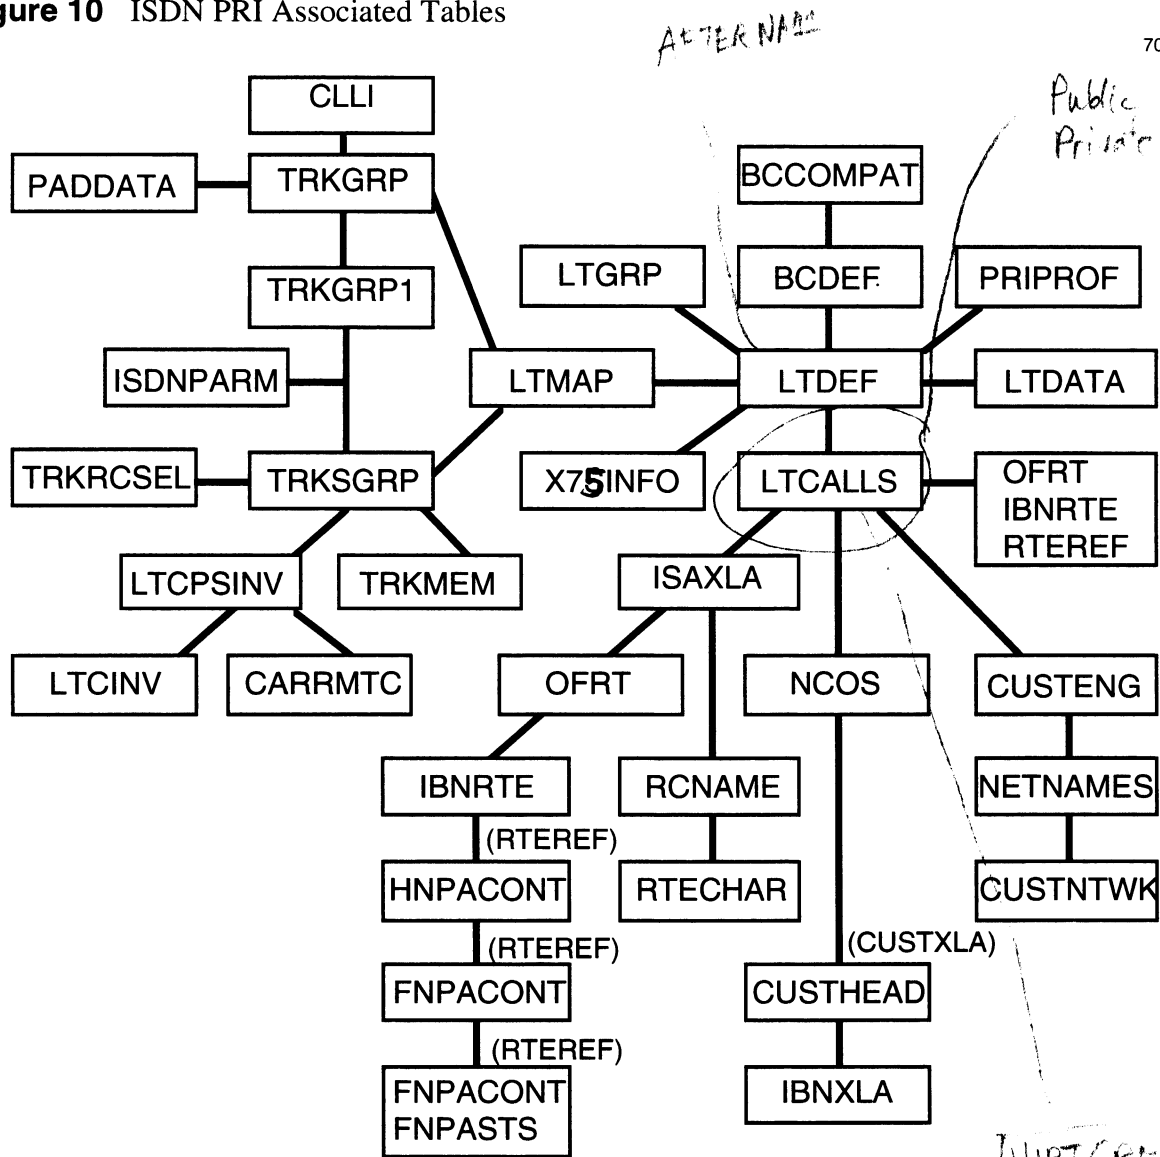 gure 10 ISDN PRI Associated Tables
70
Public
Private
CLLI
PADDATA
TRKGRP
BCCOMPAT
TRKGRP1
LTGRP
BCDEF
PRIPROF
ISDNPARM
LTMAP
LTDEF
LTDATA
TRKRCSEL
TRKSGRP
X75INFO
LTCALLS
OFRT
IBNRTE
RTEREF
LTCPSINV
TRKMEM
ISAXLA
LTCINV
CARRMTC
OFRT
NCOS
CUSTENG
IBNRTE
RCNAME
NETNAMES
(RTEREF)
HNPACONT
RTECHAR
CUSTNTWK
(RTEREF)
(CUSTXLA)
FNPACONT
CUSTHEAD
(RTEREF)
FNPACONT
FNPASTS
IBNXLA